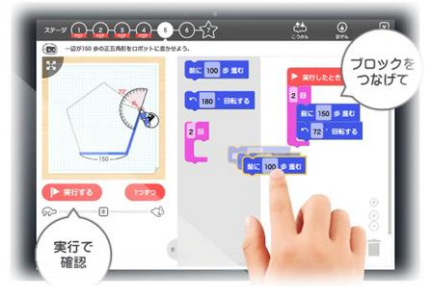 ステージ 1 2 3 4 5 6 7
こうかん
ほぞん
一辺が150 歩の正五角形をロボットに書かせよう。
ブロックを
つなげて
前に 100 歩 進む
180 ° 回転する
2 回
実行したとき
2 回
前に 150 歩 進む
72 ° 回転する
前に 100 歩 進む
72°
150
実行する
1つずつ
実行で
確認